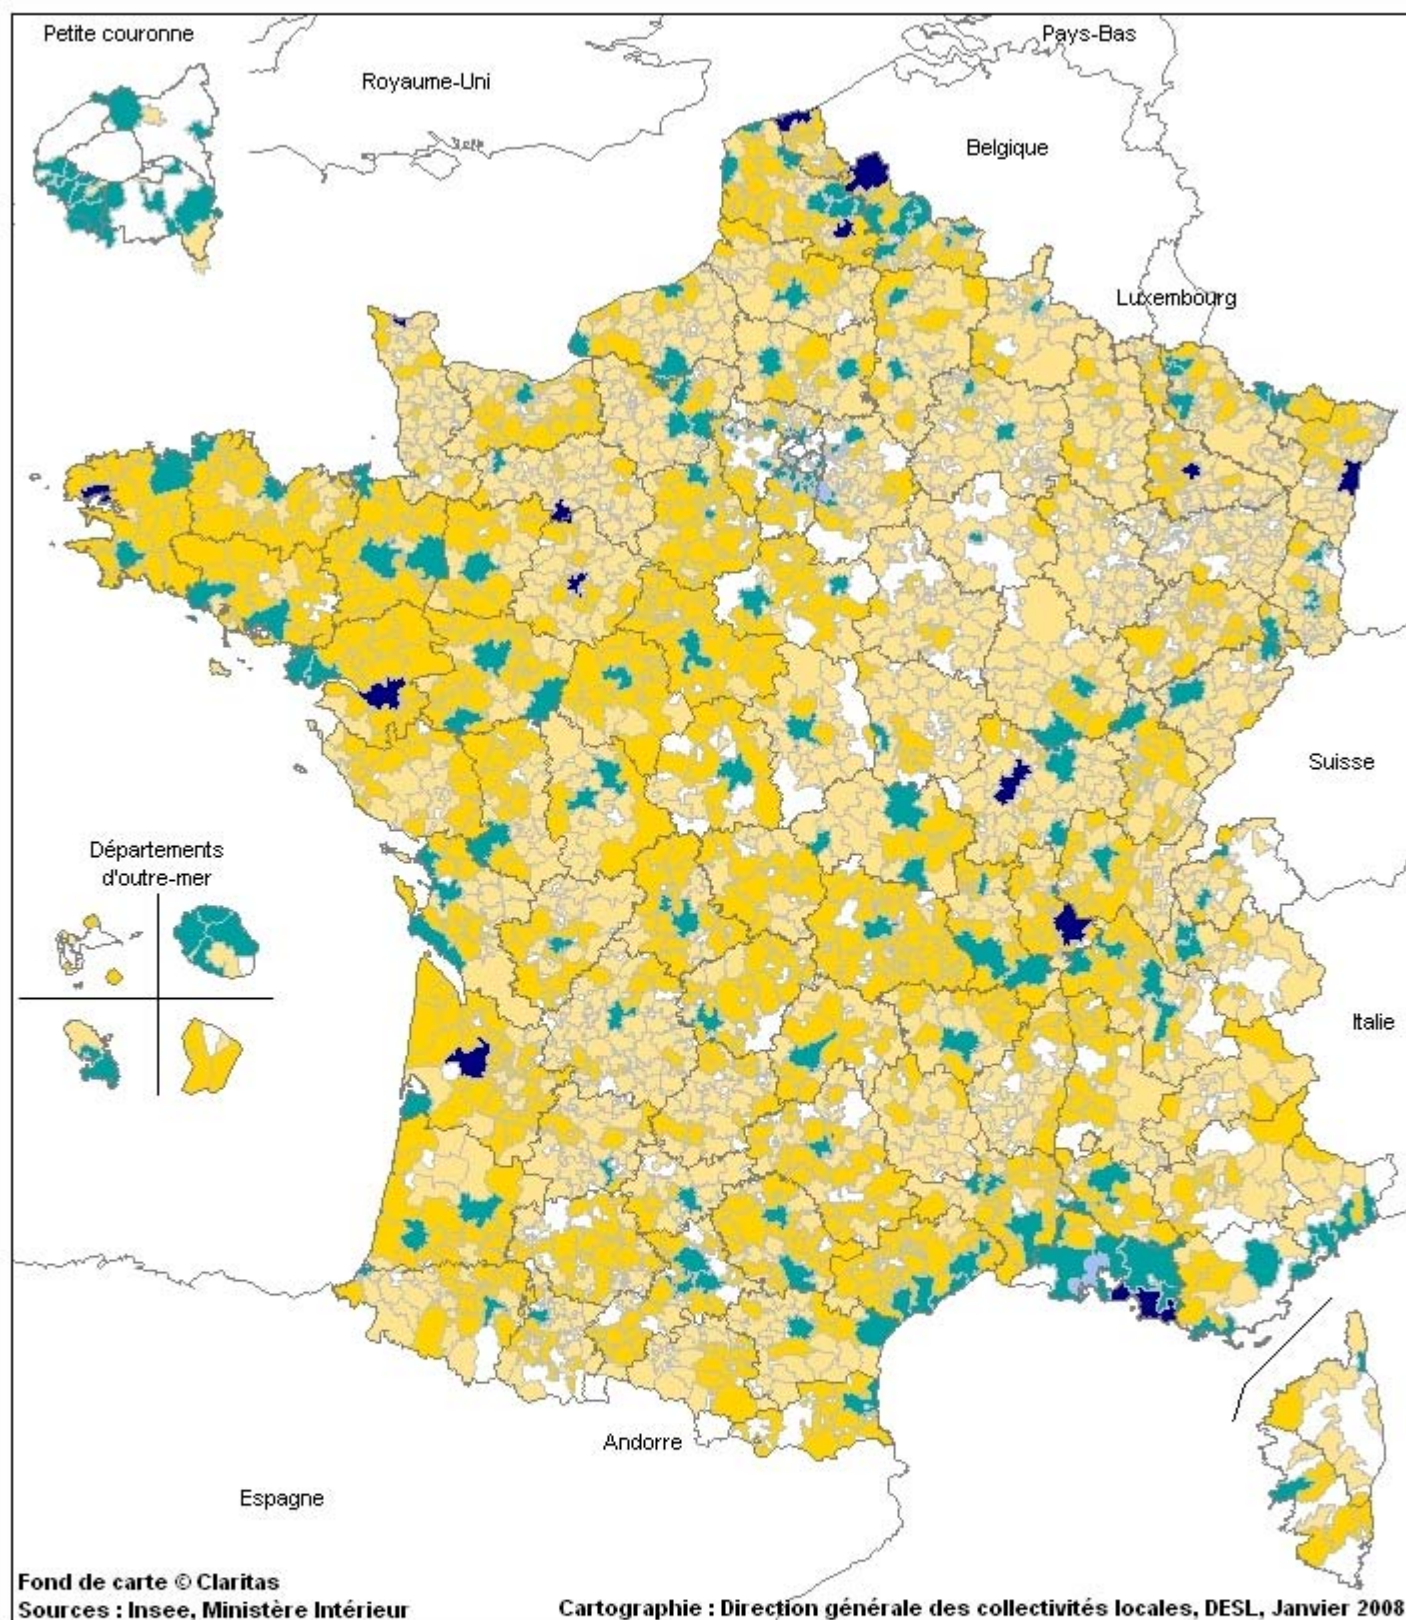 Petite couronne
Royaume-Uni
Pays-Bas
Belgique
Luxembourg
Suisse
Départements
d'outre-mer
Italie
Andorre
Espagne
Fond de carte © Claritas
Sources : Insee, Ministère Intérieur
Cartographie : Direction générale des collectivités locales, DESL, Janvier 2008